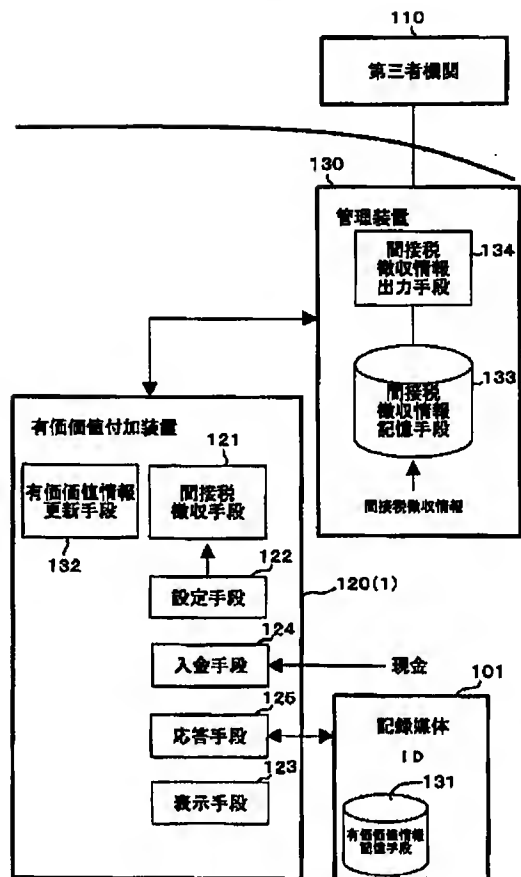 110
第三者機関
130
管理装置
間接税
徴収情報
出力手段
134
間接税
徴収情報
記憶手段
133
間接税徴収情報
有価価値付加装置
121
有価価値情報
更新手段
132
間接税
徴収手段
122
設定手段
120(1)
124
入金手段
現金
125
応答手段
123
表示手段
101
記録媒体
ID
131
有価価値情報
記憶手段